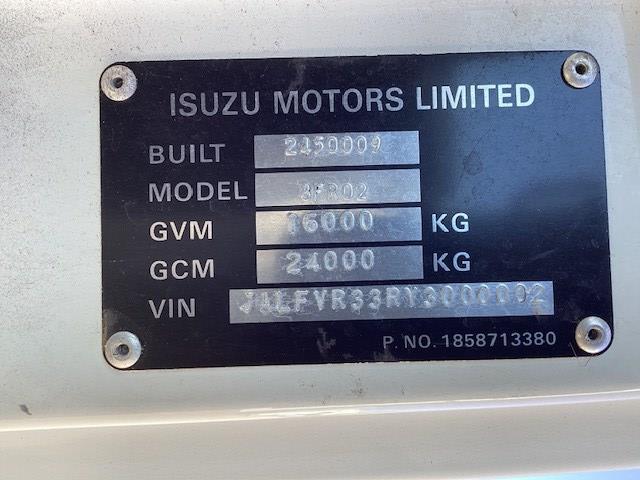 ISUZU MOTORS LIMITED
BUILT 2450009
MODEL
GVM 16000 KG
GCM 24000 KG
VIN JALFVR33RY3000002
P. NO. 1858713380